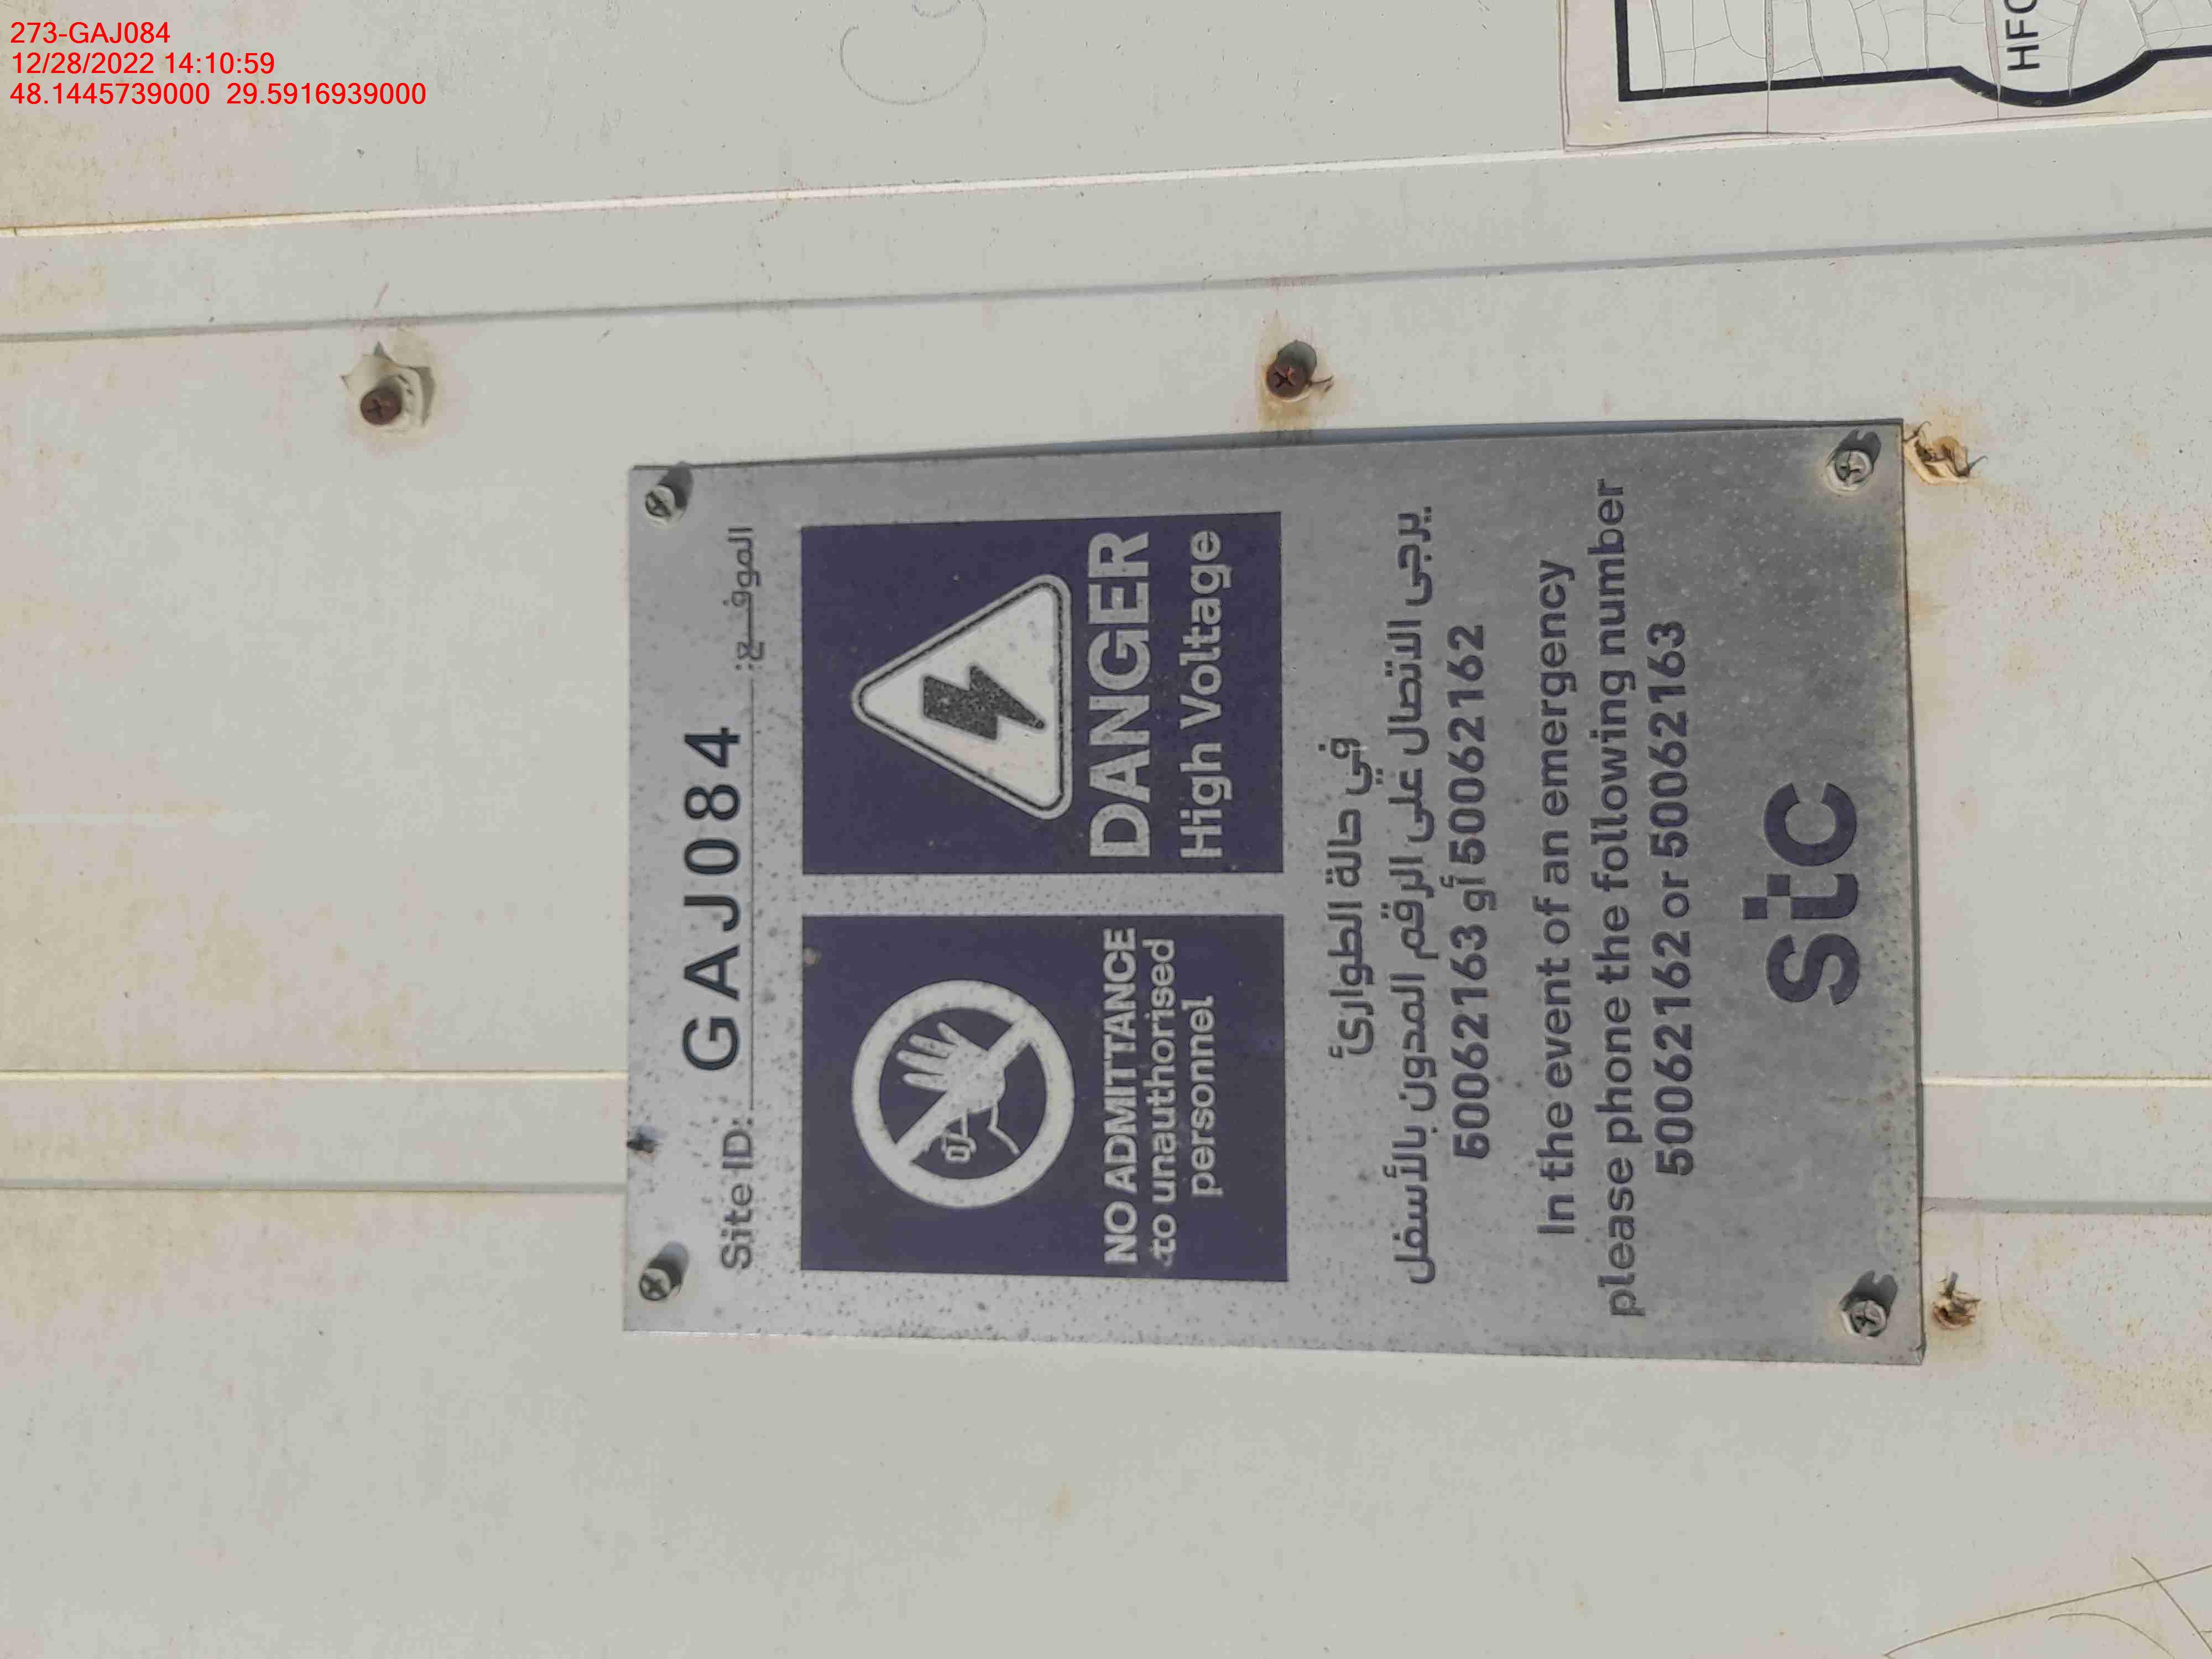 273-GAJ084
12/28/2022 14:10:59
48.1445739000 29.5916939000
Site ID: GAJ084 الموقــع:
NO ADMITTANCE
to unauthorised
personnel
DANGER
High Voltage
في حالة الطوارئ
يرجى الاتصال على الرقم المدون بالأسفل
50062162 أو 50062163
In the event of an emergency
please phone the following number
50062162 or 50062163
stc